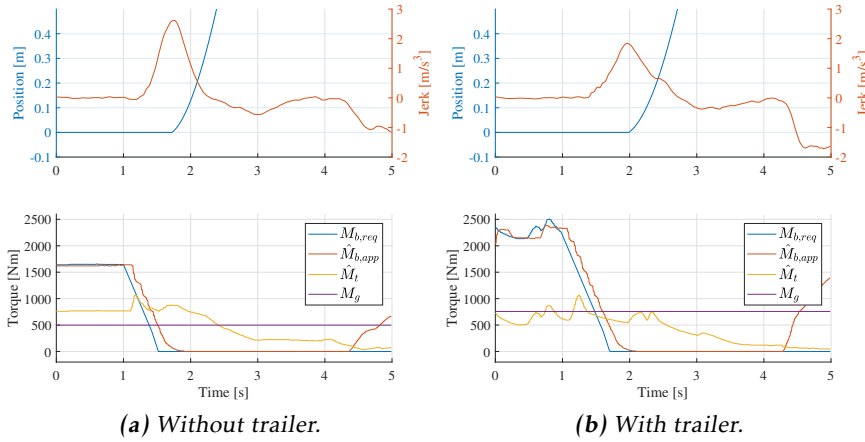 Position [m]
0.4
0.3
0.2
0.1
0
-0.1
3
2
1
0
-1
-2
Jerk [m/s³]
0 1 2 3 4 5
Position [m]
0.4
0.3
0.2
0.1
0
-0.1
3
2
1
0
-1
-2
Jerk [m/s³]
0 1 2 3 4 5
Torque [Nm]
2500
2000
1500
1000
500
0
M_{b,req}
M̂_{b,app}
M̂_t
M_g
0 1 2 3 4 5
Time [s]
Torque [Nm]
2500
2000
1500
1000
500
0
M_{b,req}
M̂_{b,app}
M̂_t
M_g
0 1 2 3 4 5
Time [s]
(a) Without trailer.
(b) With trailer.